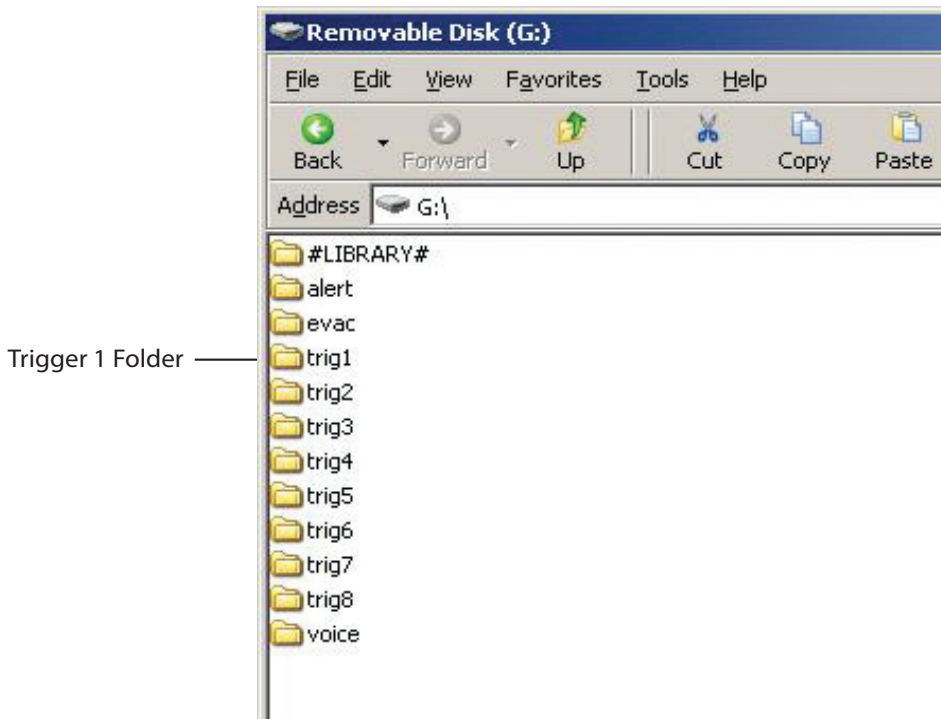 Removable Disk (G:)
File Edit View Favorites Tools Help
Back Forward Up Cut Copy Paste
Address G:\
#LIBRARY#
alert
evac
Trigger 1 Folder trig1
trig2
trig3
trig4
trig5
trig6
trig7
trig8
voice